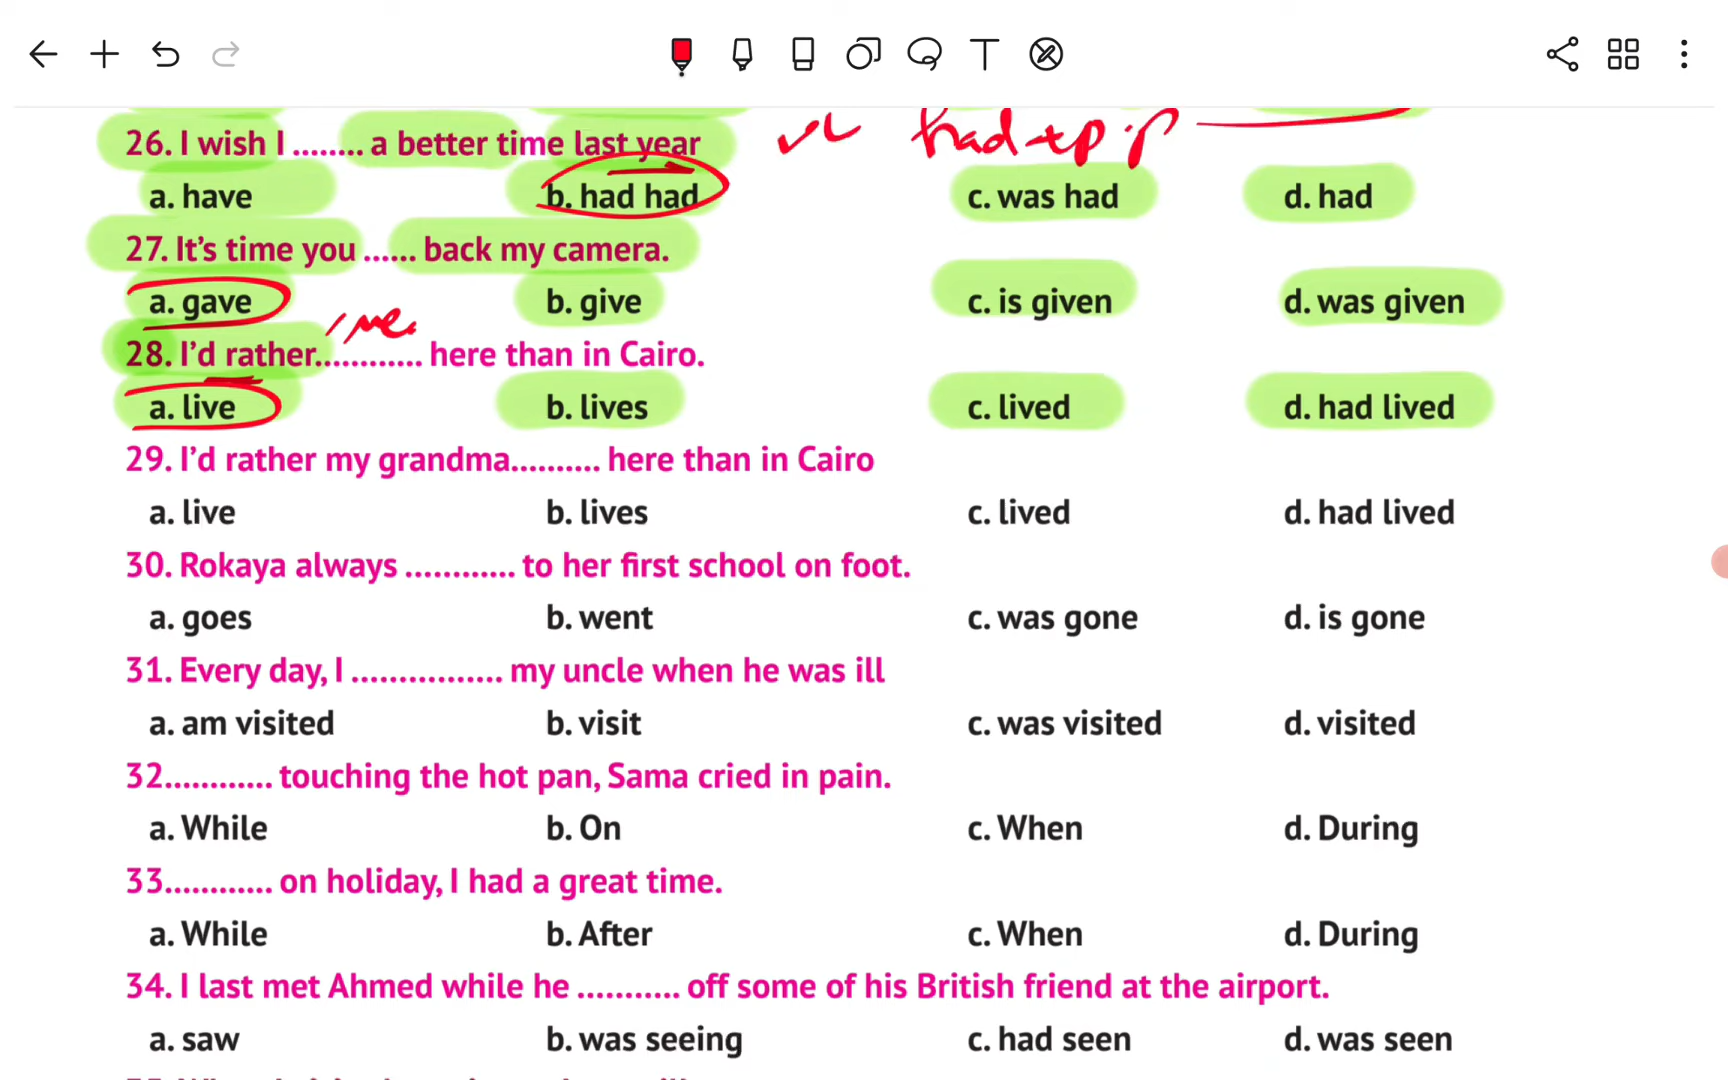 26. I wish I ........ a better time last year had + p.p
a. have b. had had c. was had d. had
27. It's time you ...... back my camera.
a. gave b. give c. is given d. was given
28. I'd rather............ here than in Cairo.
a. live b. lives c. lived d. had lived
29. I'd rather my grandma.......... here than in Cairo
a. live b. lives c. lived d. had lived
30. Rokaya always ............ to her first school on foot.
a. goes b. went c. was gone d. is gone
31. Every day, I ................ my uncle when he was ill
a. am visited b. visit c. was visited d. visited
32............ touching the hot pan, Sama cried in pain.
a. While b. On c. When d. During
33............ on holiday, I had a great time.
a. While b. After c. When d. During
34. I last met Ahmed while he ........... off some of his British friend at the airport.
a. saw b. was seeing c. had seen d. was seen